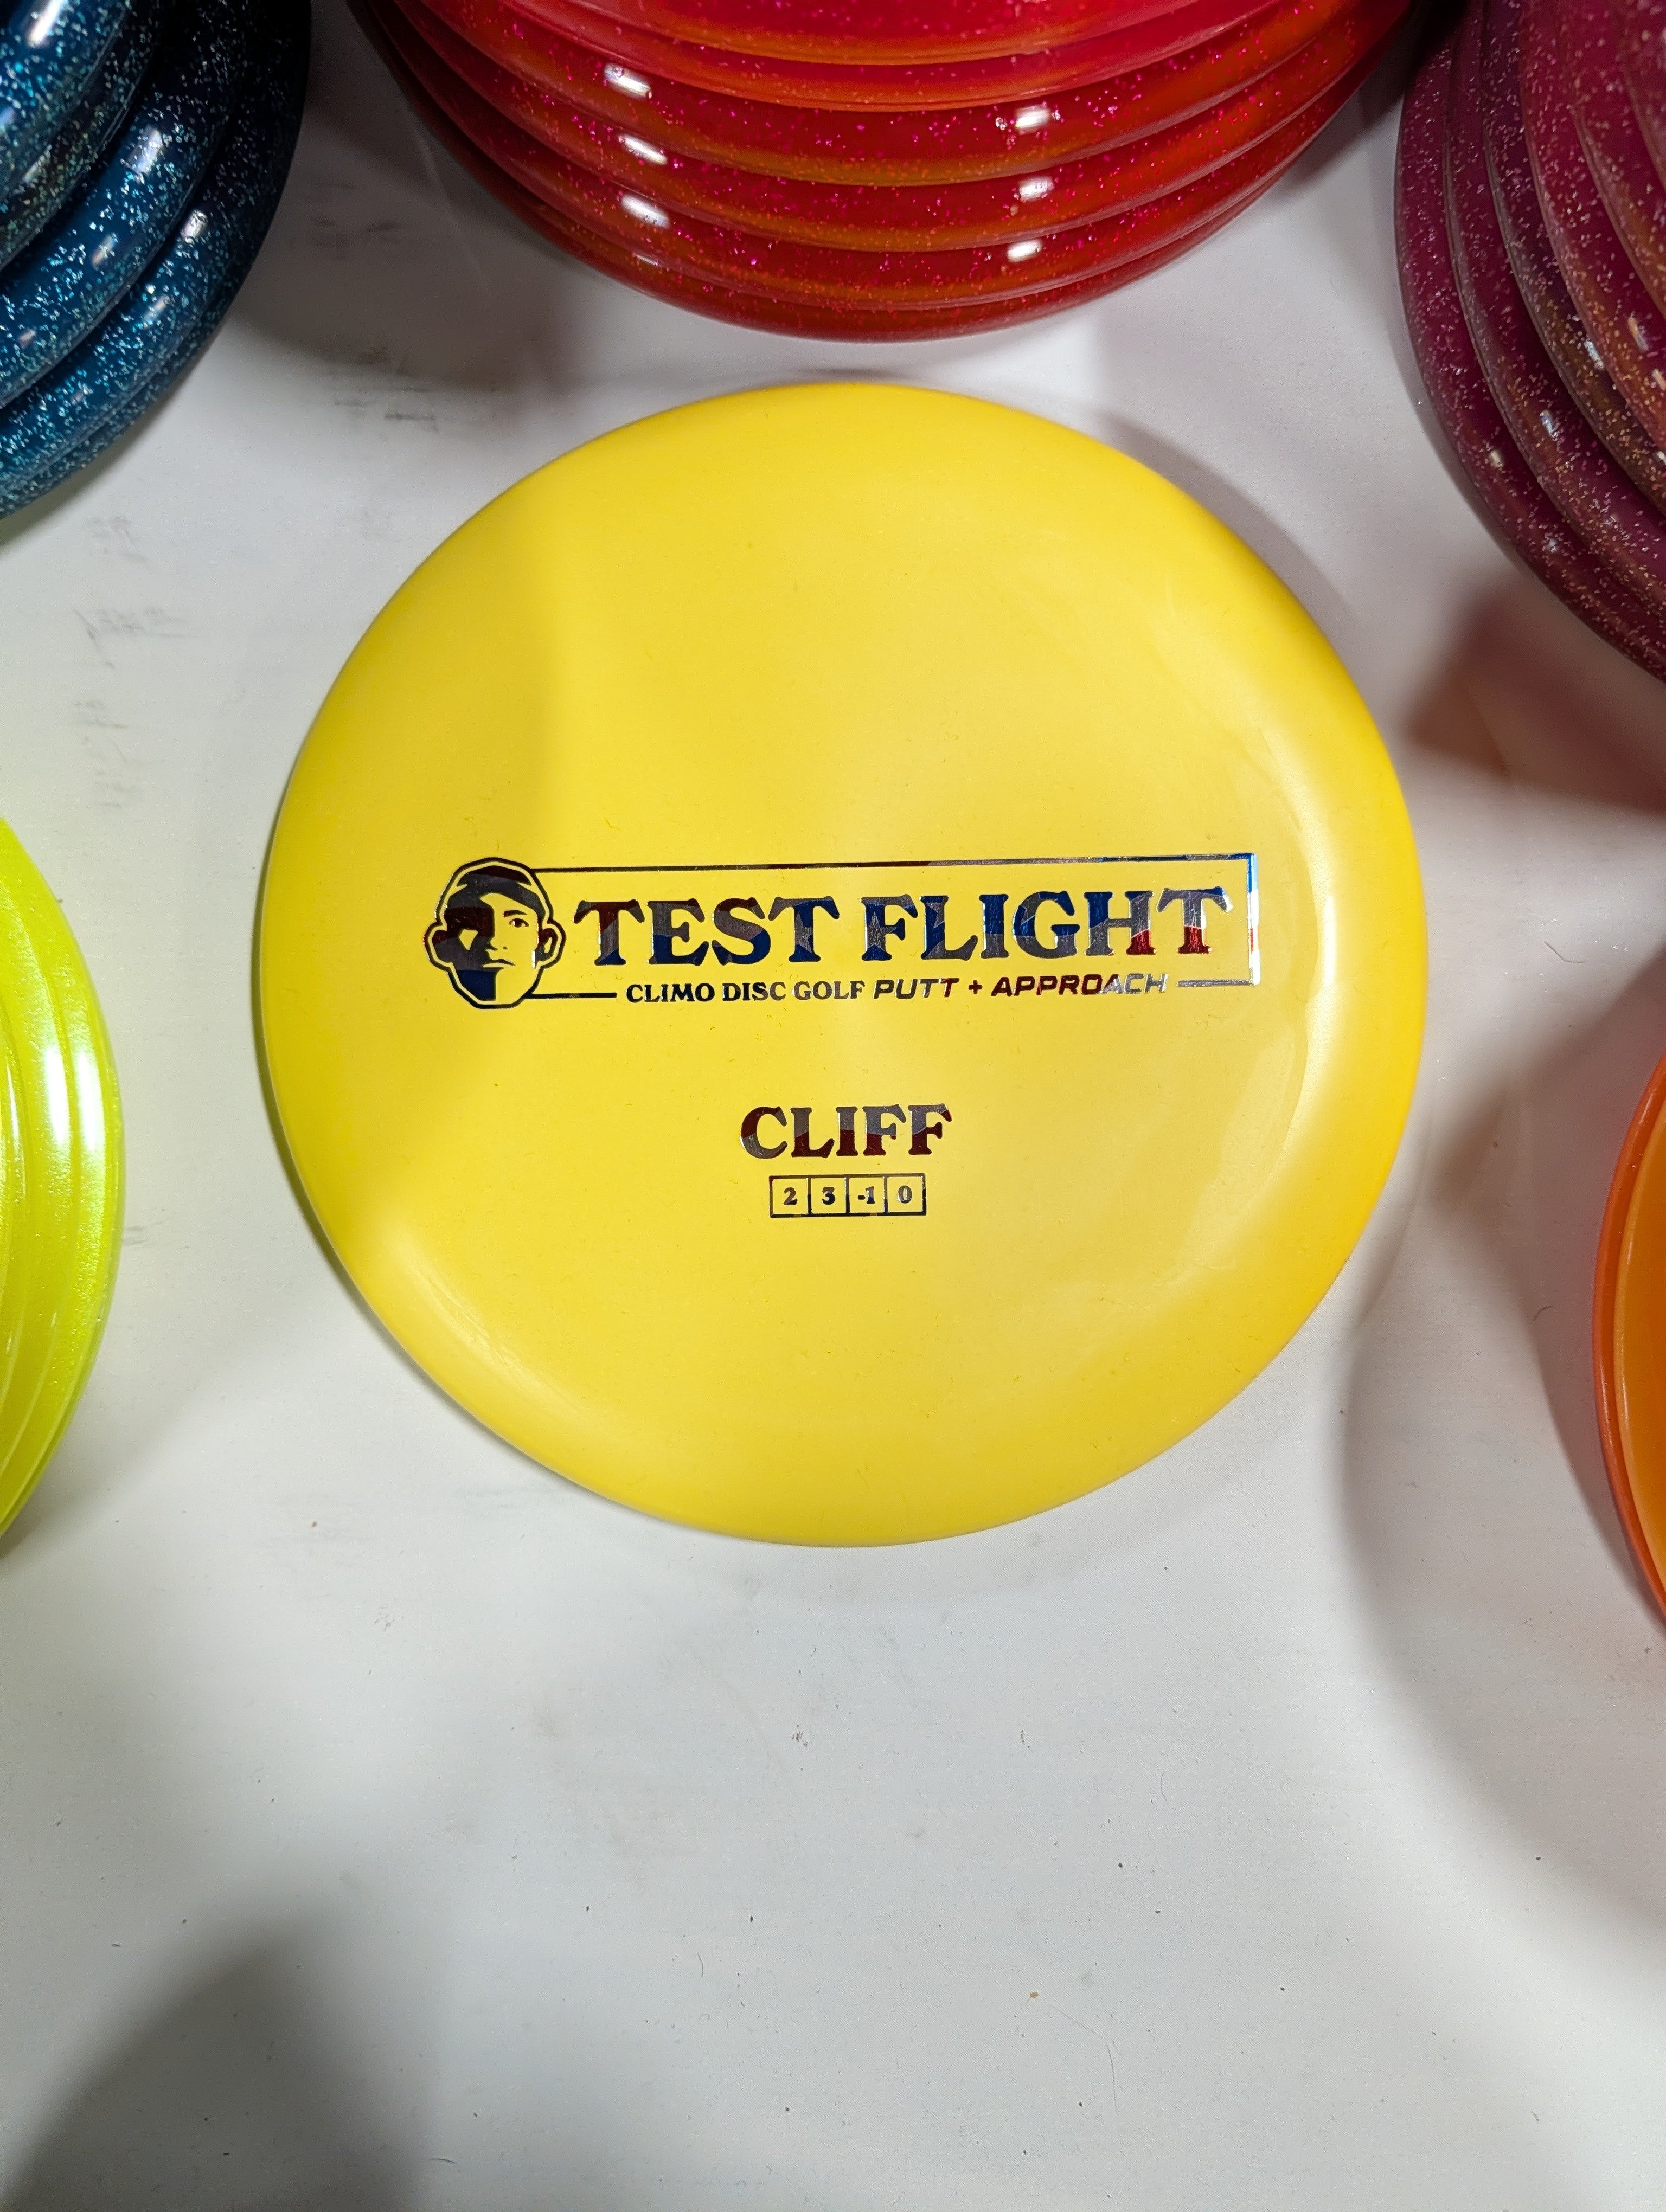 TEST FLIGHT
CLIMO DISC GOLF PUTT + APPROACH
CLIFF
2 3 -1 0